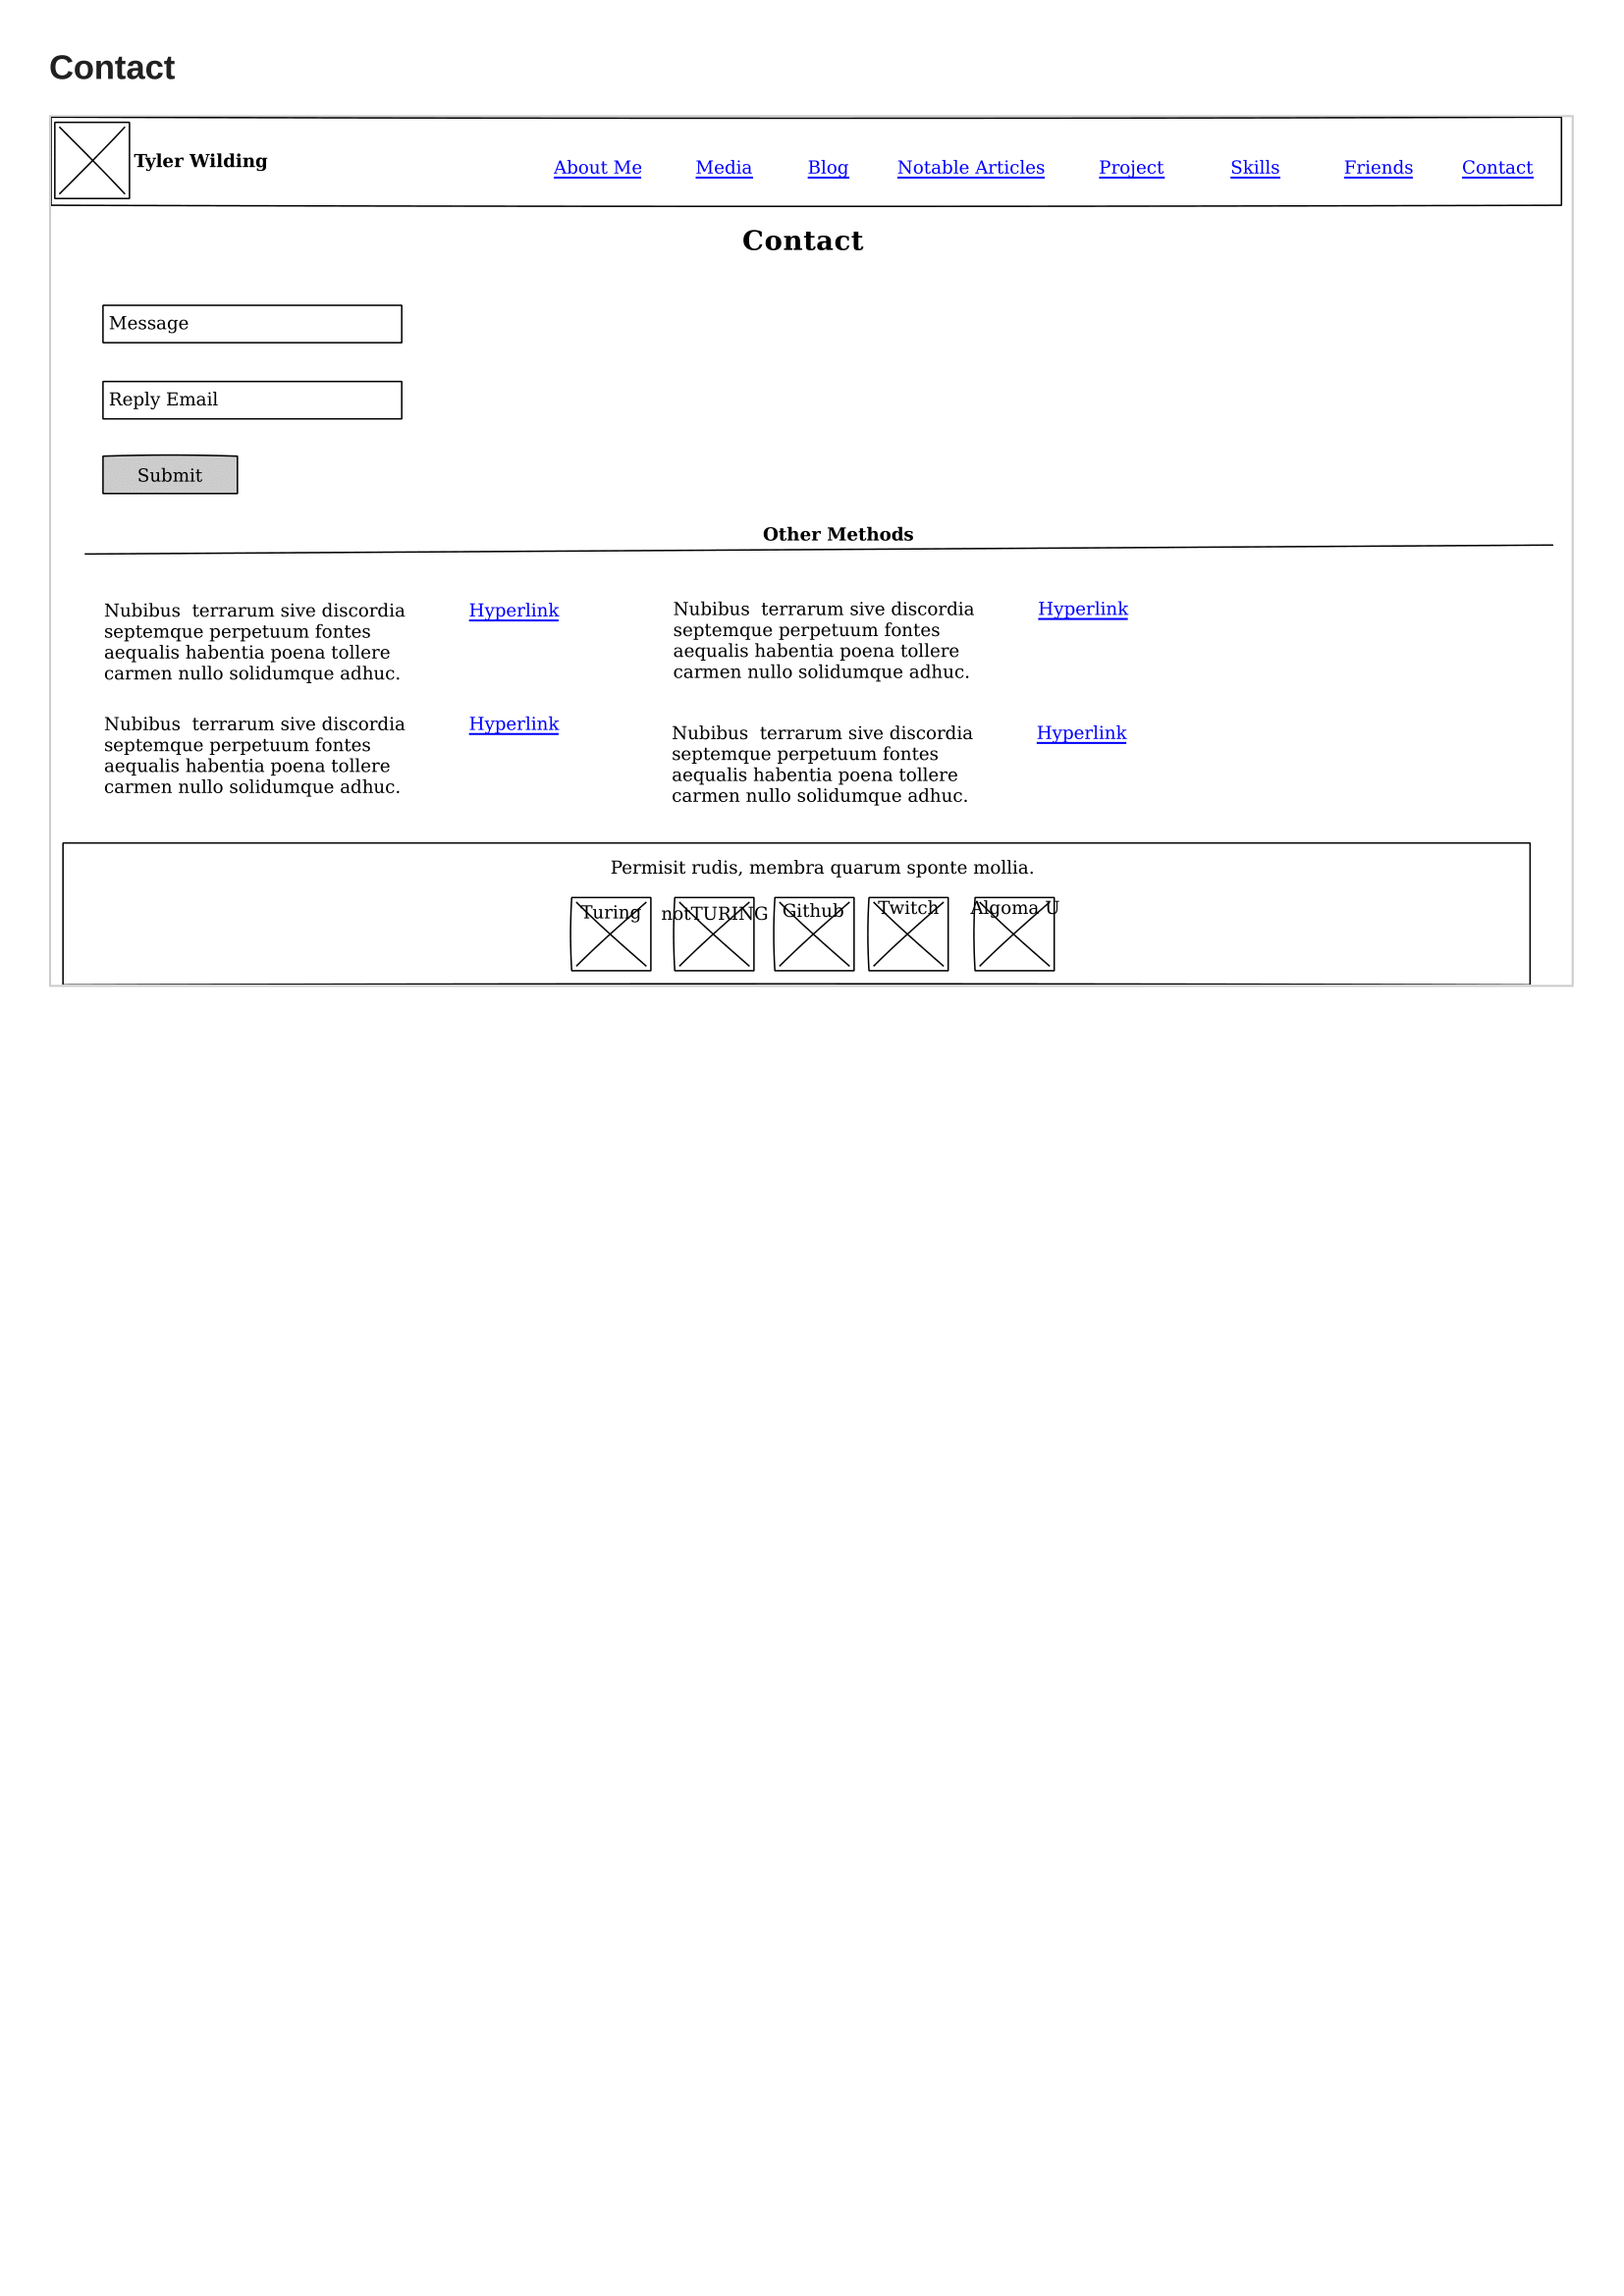 Contact
Tyler Wilding
About Me Media Blog Notable Articles Project Skills Friends Contact
Contact
Message
Reply Email
Submit
Other Methods
Nubibus  terrarum sive discordia
septemque perpetuum fontes
aequalis habentia poena tollere
carmen nullo solidumque adhuc.
Hyperlink
Nubibus  terrarum sive discordia
septemque perpetuum fontes
aequalis habentia poena tollere
carmen nullo solidumque adhuc.
Hyperlink
Nubibus  terrarum sive discordia
septemque perpetuum fontes
aequalis habentia poena tollere
carmen nullo solidumque adhuc.
Hyperlink
Nubibus  terrarum sive discordia
septemque perpetuum fontes
aequalis habentia poena tollere
carmen nullo solidumque adhuc.
Hyperlink
Permisit rudis, membra quarum sponte mollia.
Turing notTURING Github Twitch Algoma U